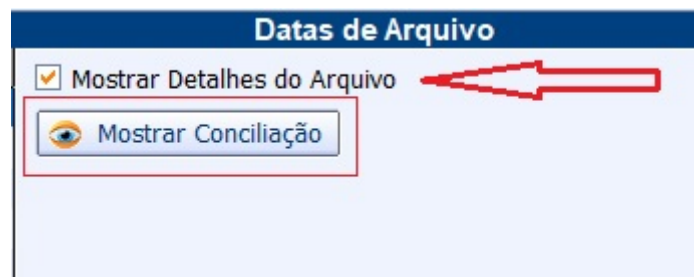 Datas de Arquivo
Mostrar Detalhes do Arquivo
Mostrar Conciliação